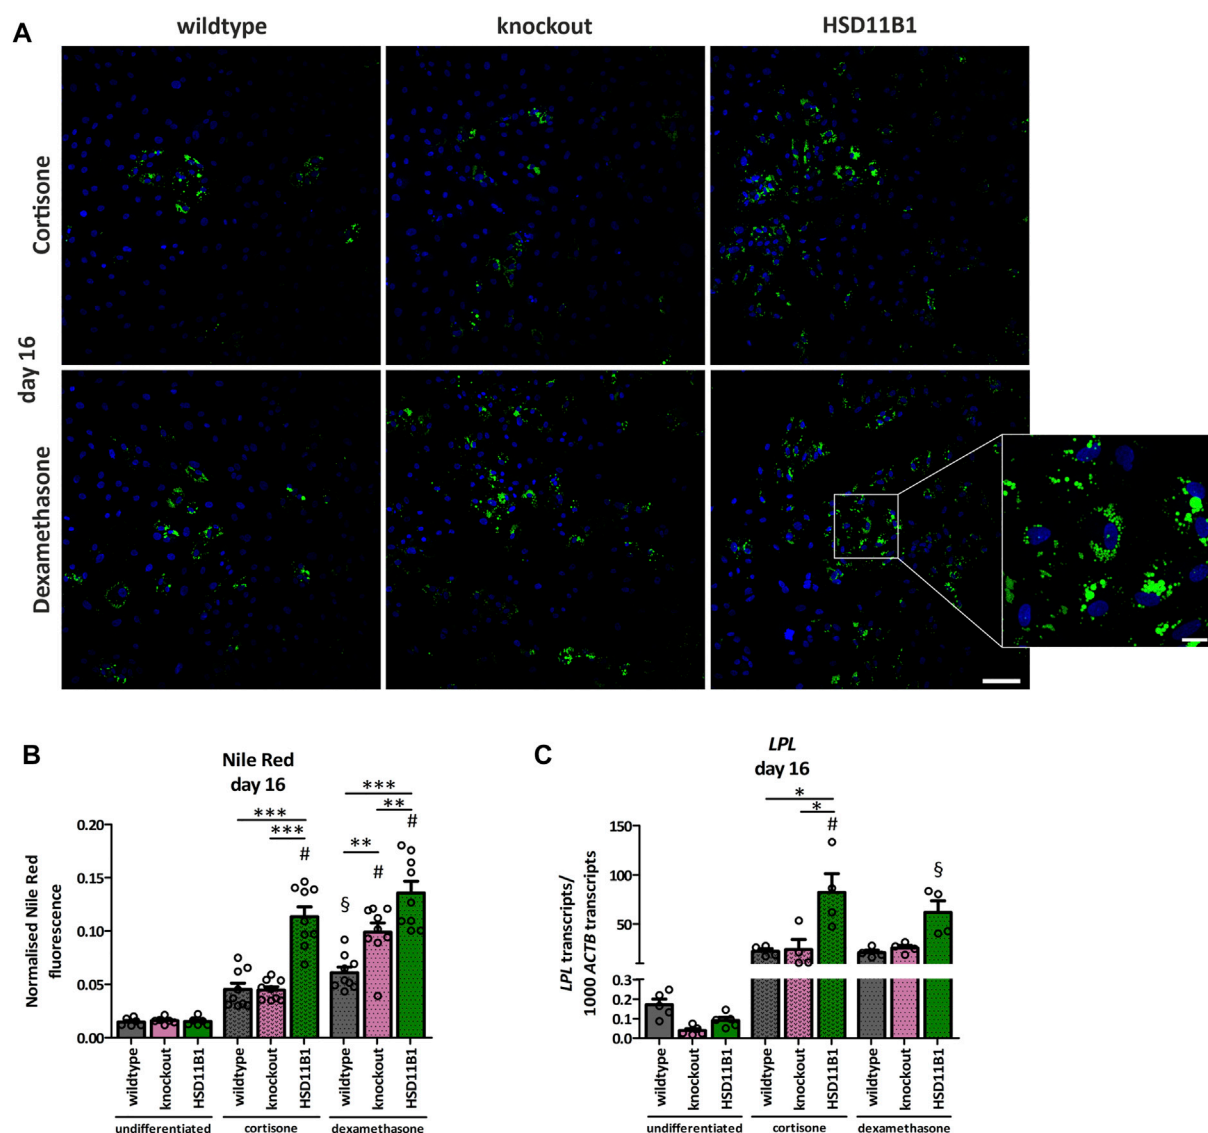 A
wildtype
knockout
HSD11B1
day 16
Cortisone
Dexamethasone
B
Nile Red
day 16
Normalised Nile Red
fluorescence
0.20
0.15
0.10
0.05
0.00
***
***
#
***
**
#
**
#
§
wildtype
knockout
HSD11B1
wildtype
knockout
HSD11B1
wildtype
knockout
HSD11B1
undifferentiated
cortisone
dexamethasone
C
LPL
day 16
LPL transcripts/
1000 ACTB transcripts
150
100
50
0.3
0.2
0.1
0.0
*
*
#
§
wildtype
knockout
HSD11B1
wildtype
knockout
HSD11B1
wildtype
knockout
HSD11B1
undifferentiated
cortisone
dexamethasone